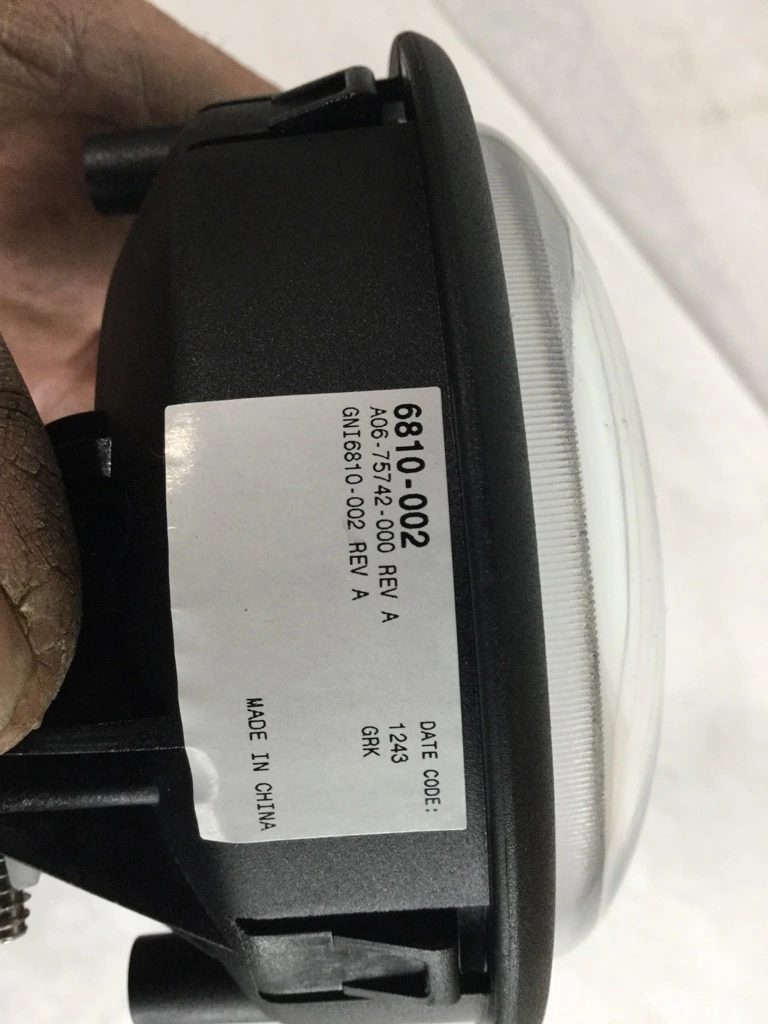 6810-002
A06-75742-000 REV A
GNI6810-002 REV A
DATE CODE:
1243
GRK
MADE IN CHINA